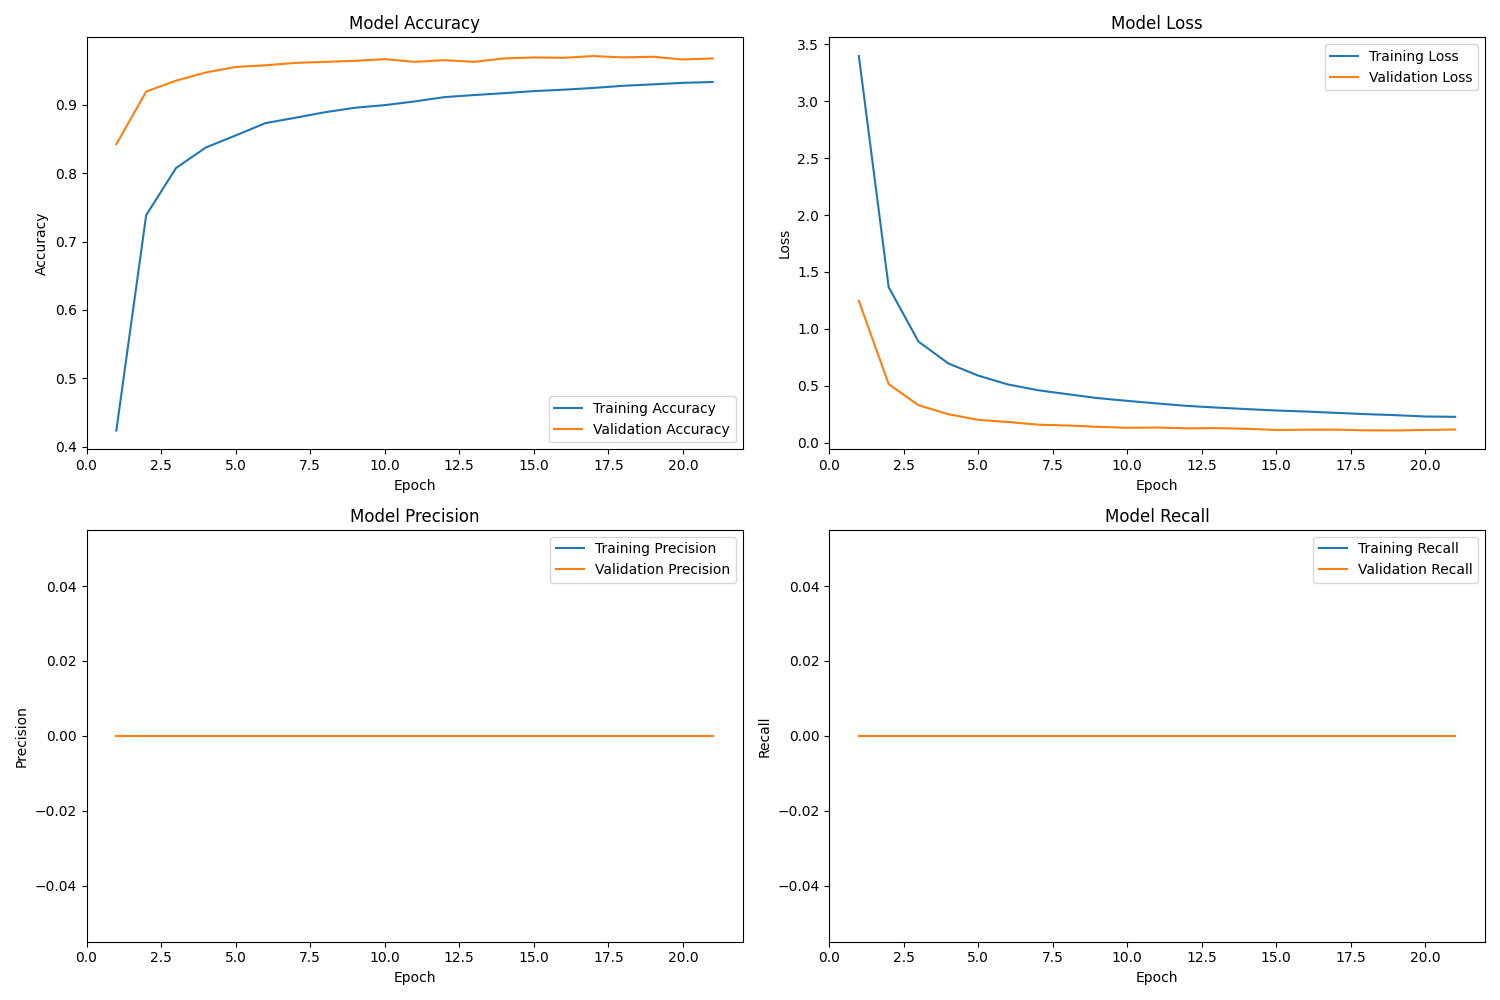 Model Accuracy
0.9
0.8
0.7
0.6
0.5
0.4
Accuracy
Training Accuracy
Validation Accuracy
0.0 2.5 5.0 7.5 10.0 12.5 15.0 17.5 20.0
Epoch
Model Loss
3.5
3.0
2.5
2.0
1.5
1.0
0.5
0.0
Loss
Training Loss
Validation Loss
0.0 2.5 5.0 7.5 10.0 12.5 15.0 17.5 20.0
Epoch
Model Precision
0.04
0.02
0.00
−0.02
−0.04
Precision
Training Precision
Validation Precision
0.0 2.5 5.0 7.5 10.0 12.5 15.0 17.5 20.0
Epoch
Model Recall
0.04
0.02
0.00
−0.02
−0.04
Recall
Training Recall
Validation Recall
0.0 2.5 5.0 7.5 10.0 12.5 15.0 17.5 20.0
Epoch